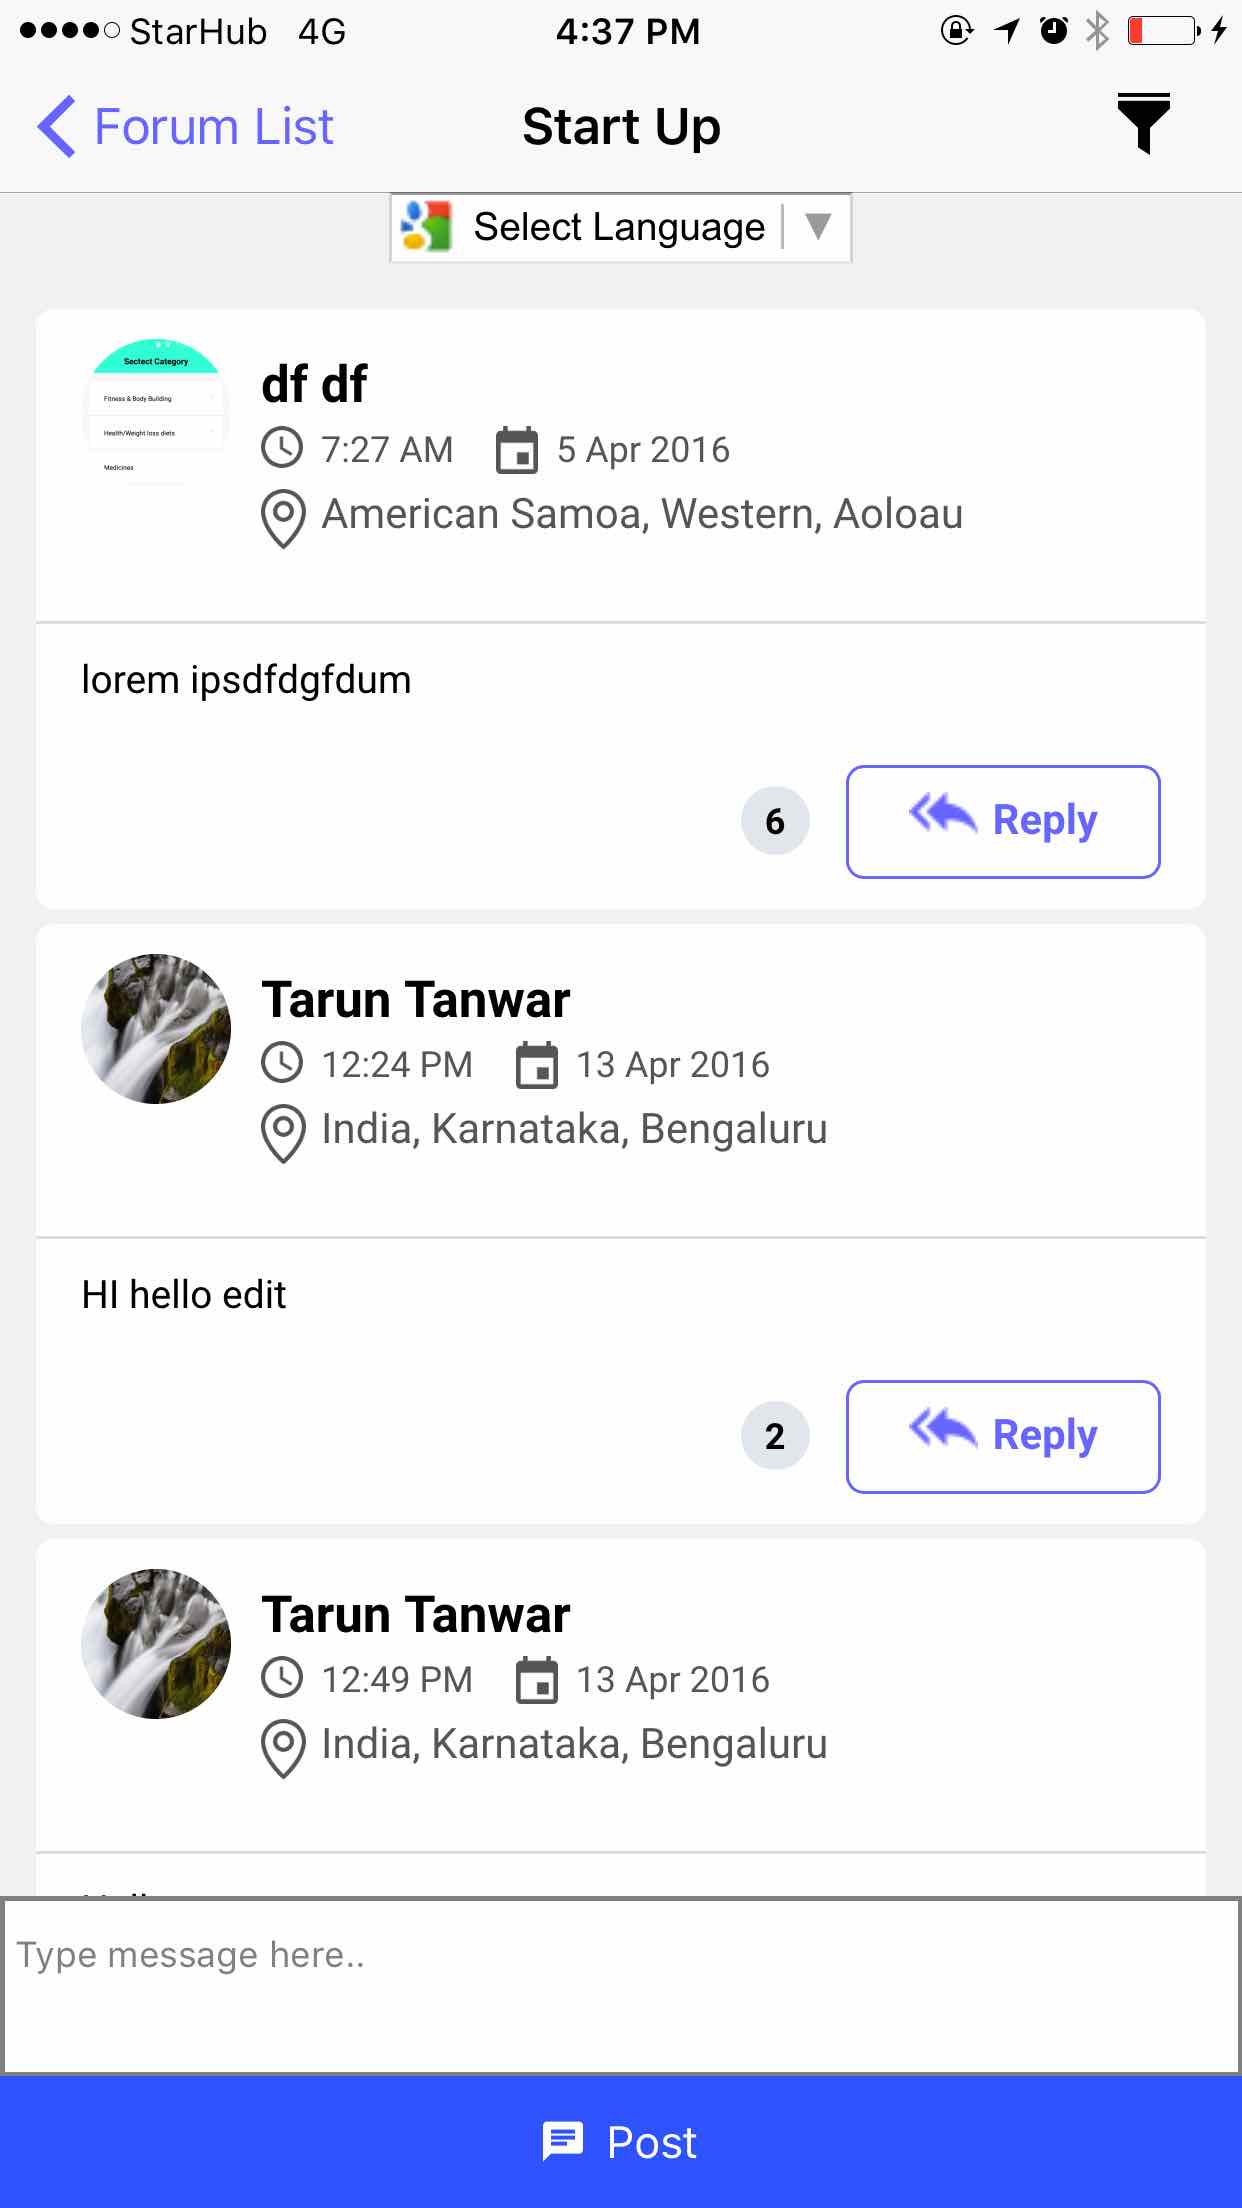 StarHub 4G 4:37 PM
Forum List Start Up
Select Language ▼
Sectect Category
Fitness & Body Building
Health/Weight loss diets
Medicines
df df
7:27 AM 5 Apr 2016
American Samoa, Western, Aoloau
lorem ipsdfdgfdum
6 Reply
Tarun Tanwar
12:24 PM 13 Apr 2016
India, Karnataka, Bengaluru
HI hello edit
2 Reply
Tarun Tanwar
12:49 PM 13 Apr 2016
India, Karnataka, Bengaluru
Type message here..
Post